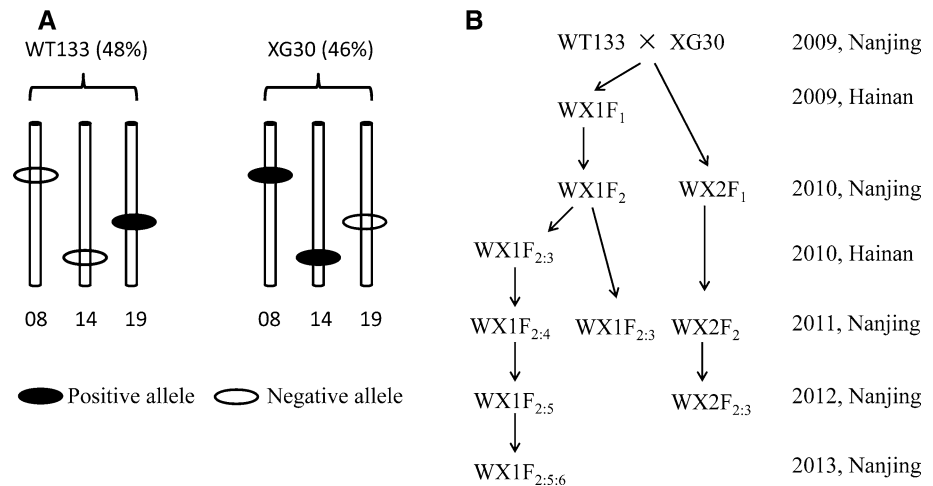 A
WT133 (48%)
XG30 (46%)
08 14 19
08 14 19
Positive allele
Negative allele
B
WT133 × XG30
2009, Nanjing
WX1F1
2009, Hainan
WX1F2
WX2F1
2010, Nanjing
WX1F2:3
2010, Hainan
WX1F2:4
WX1F2:3
WX2F2
2011, Nanjing
WX1F2:5
WX2F2:3
2012, Nanjing
WX1F2:5:6
2013, Nanjing